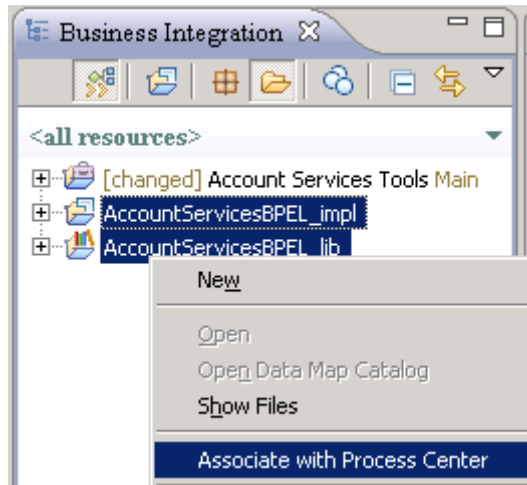 Business Integration
<all resources>
[changed] Account Services Tools Main
AccountServicesBPEL_impl
AccountServicesBPEL_lib
New
Open
Open Data Map Catalog
Show Files
Associate with Process Center